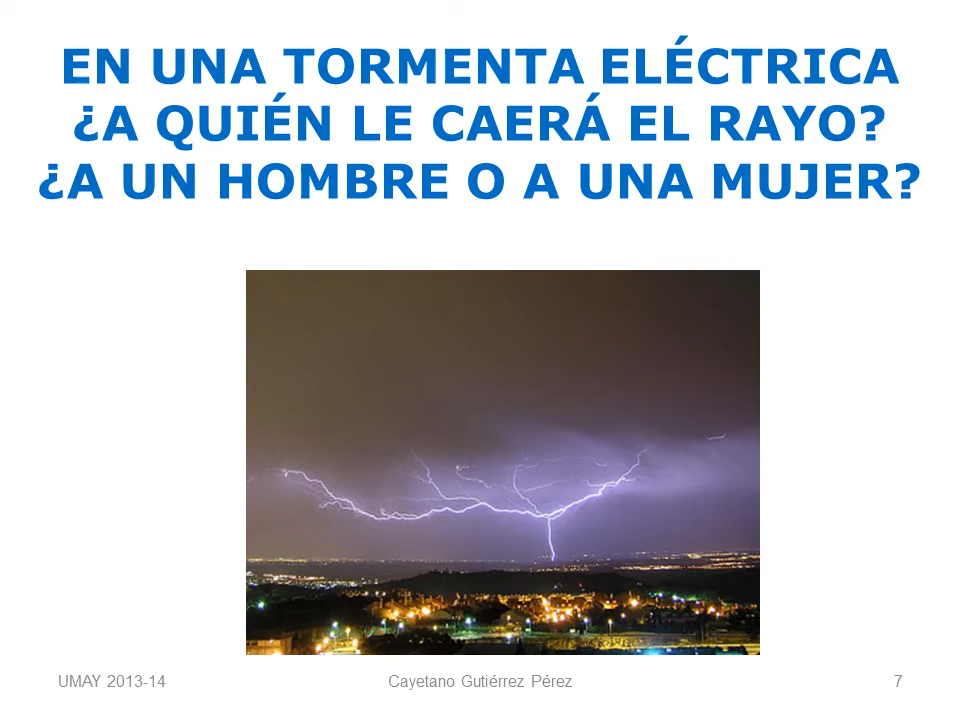 EN UNA TORMENTA ELÉCTRICA
¿A QUIÉN LE CAERÁ EL RAYO?
¿A UN HOMBRE O A UNA MUJER?
UMAY 2013-14 Cayetano Gutiérrez Pérez 7